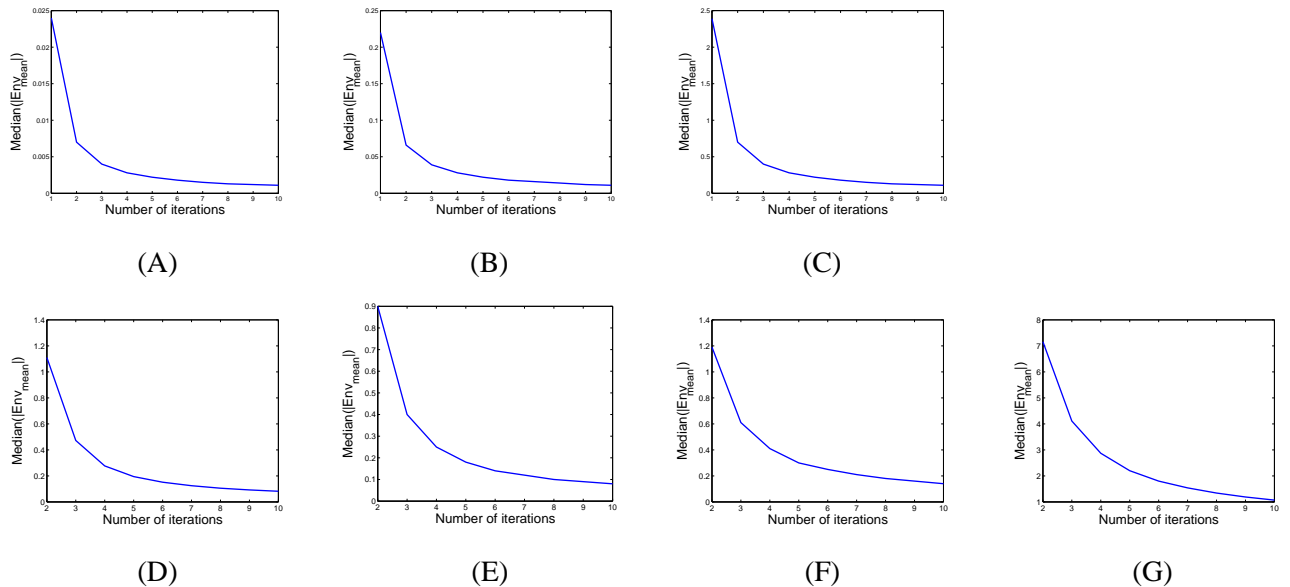 0.025
0.02
0.015
0.01
0.005
0
Median(|Env_mean|)
1 2 3 4 5 6 7 8 9 10
Number of iterations
(A)
0.25
0.2
0.15
0.1
0.05
0
Median(|Env_mean|)
1 2 3 4 5 6 7 8 9 10
Number of iterations
(B)
2.5
2
1.5
1
0.5
0
Median(|Env_mean|)
1 2 3 4 5 6 7 8 9 10
Number of iterations
(C)
1.4
1.2
1
0.8
0.6
0.4
0.2
0
Median(|Env_mean|)
2 3 4 5 6 7 8 9 10
Number of iterations
(D)
0.9
0.8
0.7
0.6
0.5
0.4
0.3
0.2
0.1
0
Median(|Env_mean|)
2 3 4 5 6 7 8 9 10
Number of iterations
(E)
1.4
1.2
1
0.8
0.6
0.4
0.2
0
Median(|Env_mean|)
2 3 4 5 6 7 8 9 10
Number of iterations
(F)
8
7
6
5
4
3
2
1
Median(|Env_mean|)
2 3 4 5 6 7 8 9 10
Number of iterations
(G)